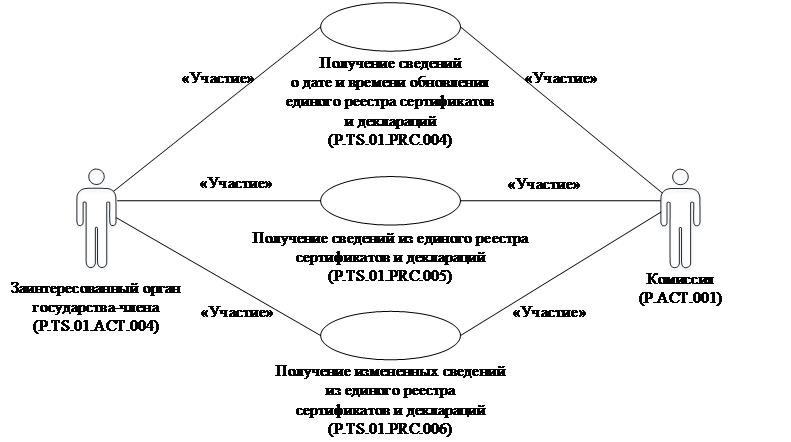 Получение сведений
о дате и времени обновления
единого реестра сертификатов
и деклараций
(P.TS.01.PRC.004)
«Участие»
«Участие»
«Участие»
«Участие»
Получение сведений из единого реестра
сертификатов и деклараций
(P.TS.01.PRC.005)
Заинтересованный орган
государства-члена
(P.TS.01.ACT.004)
Комиссия
(P.ACT.001)
«Участие»
«Участие»
Получение измененных сведений
из единого реестра
сертификатов и деклараций
(P.TS.01.PRC.006)